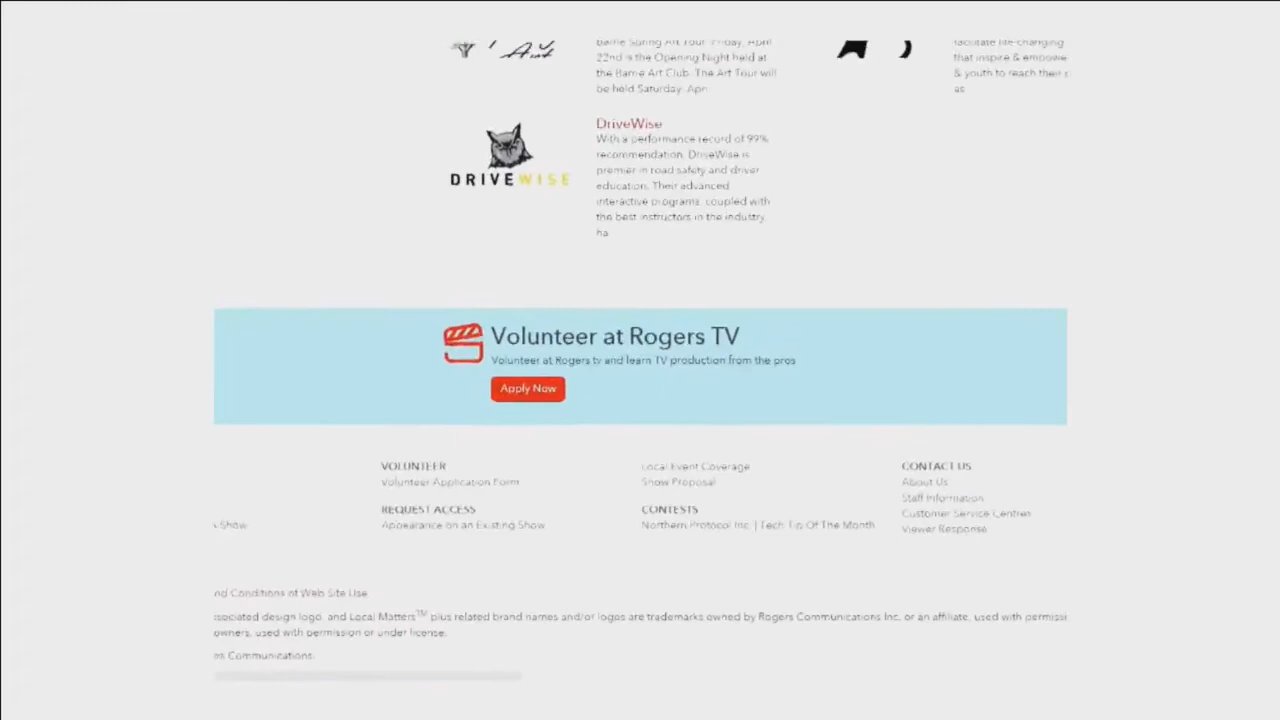 Barrie Spring Art Tour. Friday, April
22nd is the Opening Night held at
the Barrie Art Club. The Art Tour will
be held Saturday, Apri
facilitate life-changing
that inspire & empowe
& youth to reach their
as
DriveWise
With a performance record of 99%
recommendation, DriveWise is
premier in road safety and driver
education. Their advanced
interactive programs, coupled with
the best instructors in the industry
ha
DRIVEWISE
Volunteer at Rogers TV
Volunteer at Rogers tv and learn TV production from the pros
Apply Now
VOLUNTEER
Volunteer Application Form
REQUEST ACCESS
Appearance on an Existing Show
Local Event Coverage
Show Proposal
CONTESTS
Northern Protocol Inc. | Tech Tip Of The Month
CONTACT US
About Us
Staff Information
Customer Service Centres
Viewer Response
Show
nd Conditions of Web Site Use
ssociated design logo, and Local Matters™ plus related brand names and/or logos are trademarks owned by Rogers Communications Inc. or an affiliate, used with permissi
owners, used with permission or under license.
Communications.